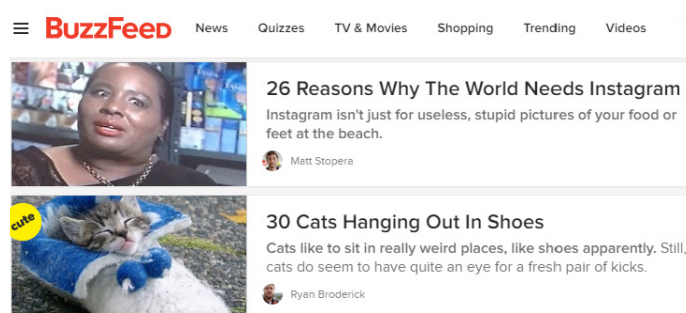 BuzzFeed News Quizzes TV & Movies Shopping Trending Videos
26 Reasons Why The World Needs Instagram
Instagram isn't just for useless, stupid pictures of your food or
feet at the beach.
Matt Stopera
cute
30 Cats Hanging Out In Shoes
Cats like to sit in really weird places, like shoes apparently. Still,
cats do seem to have quite an eye for a fresh pair of kicks.
Ryan Broderick